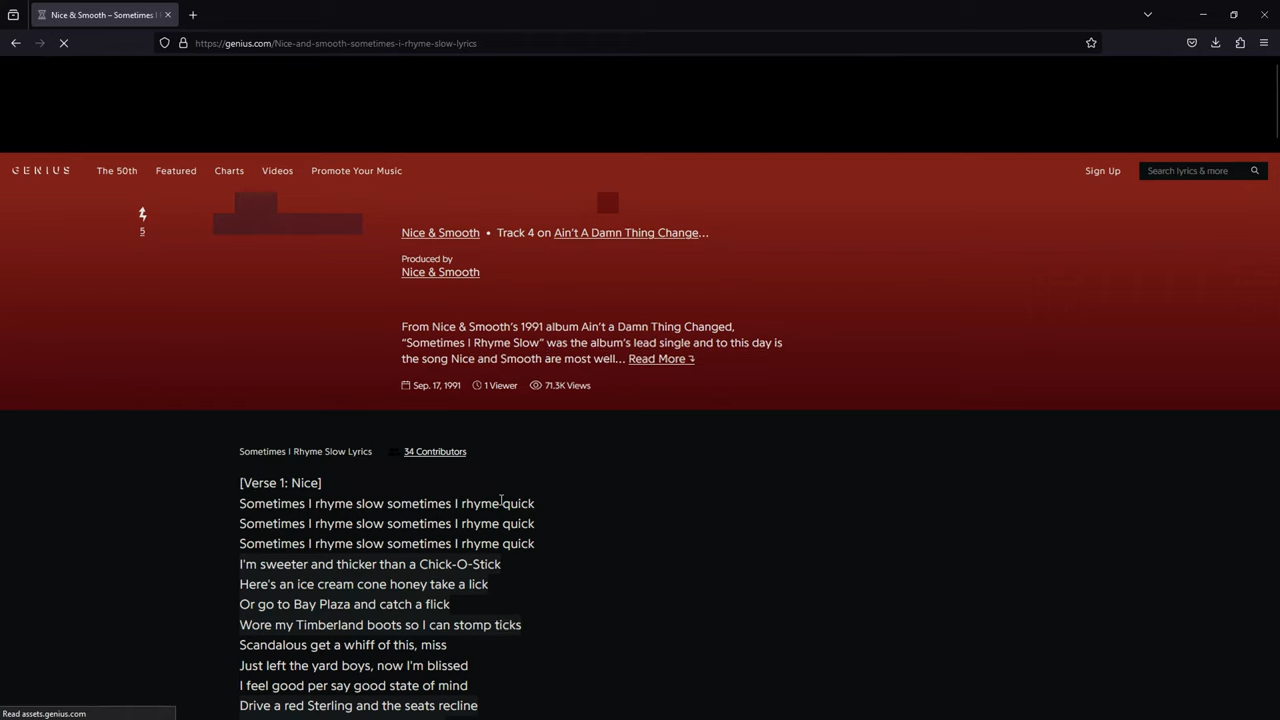 Nice & Smooth – Sometimes I
https://genius.com/Nice-and-smooth-sometimes-i-rhyme-slow-lyrics
GENIUS
The 50th
Featured
Charts
Videos
Promote Your Music
Sign Up
Search lyrics & more
5
Nice & Smooth • Track 4 on Ain't A Damn Thing Change...
Produced by
Nice & Smooth
From Nice & Smooth's 1991 album Ain't a Damn Thing Changed,
"Sometimes I Rhyme Slow" was the album's lead single and to this day is
the song Nice and Smooth are most well... Read More
Sep. 17, 1991 1 Viewer 71.3K Views
Sometimes I Rhyme Slow Lyrics 34 Contributors
[Verse 1: Nice]
Sometimes I rhyme slow sometimes I rhyme quick
Sometimes I rhyme slow sometimes I rhyme quick
Sometimes I rhyme slow sometimes I rhyme quick
I'm sweeter and thicker than a Chick-O-Stick
Here's an ice cream cone honey take a lick
Or go to Bay Plaza and catch a flick
Wore my Timberland boots so I can stomp ticks
Scandalous get a whiff of this, miss
Just left the yard boys, now I'm blissed
I feel good per say good state of mind
Drive a red Sterling and the seats recline
Read assets.genius.com